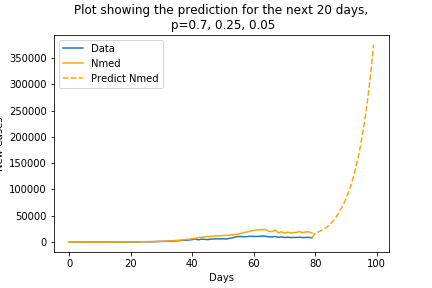 Plot showing the prediction for the next 20 days,
p=0.7, 0.25, 0.05
Data
Nmed
Predict Nmed
350000
300000
250000
200000
150000
100000
50000
0
0 20 40 60 80 100
Days